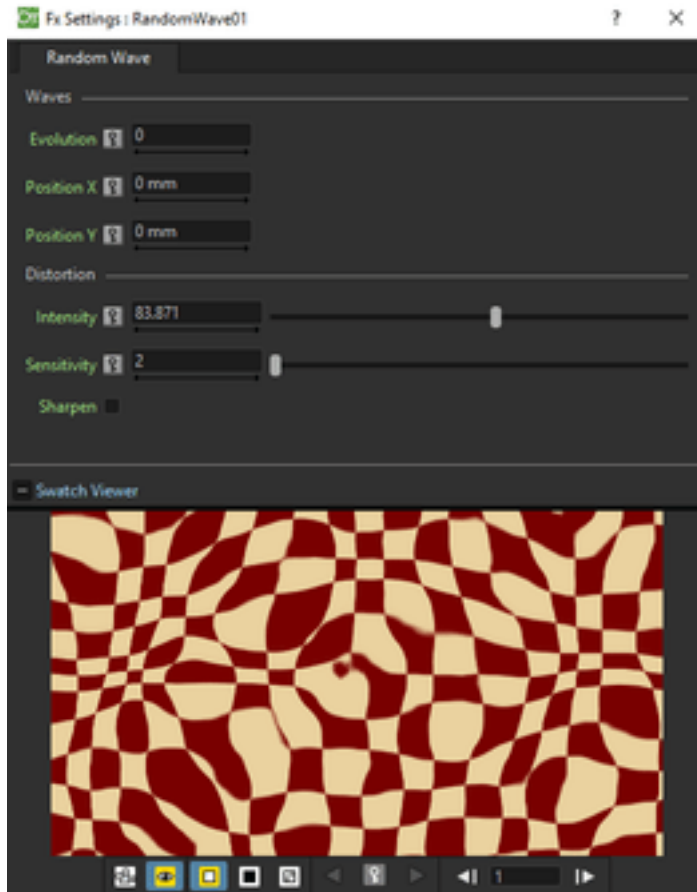 Fx Settings : RandomWave01
Random Wave
Waves
Evolution 0
Position X 0 mm
Position Y 0 mm
Distortion
Intensity 83.871
Sensitivity 2
Sharpen
Swatch Viewer
1